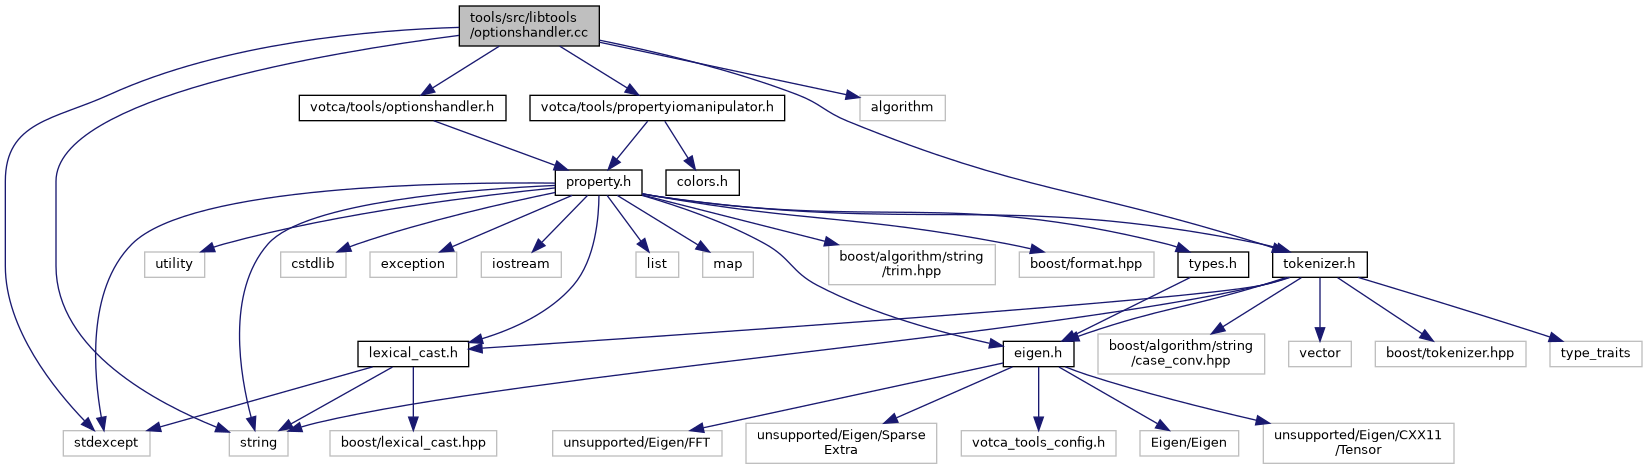 tools/src/libtools
/optionshandler.cc
votca/tools/optionshandler.h
votca/tools/propertyiomanipulator.h
algorithm
property.h
colors.h
utility
cstdlib
exception
iostream
list
map
boost/algorithm/string
/trim.hpp
boost/format.hpp
types.h
tokenizer.h
lexical_cast.h
eigen.h
boost/algorithm/string
/case_conv.hpp
vector
boost/tokenizer.hpp
type_traits
stdexcept
string
boost/lexical_cast.hpp
unsupported/Eigen/FFT
unsupported/Eigen/Sparse
Extra
votca_tools_config.h
Eigen/Eigen
unsupported/Eigen/CXX11
/Tensor